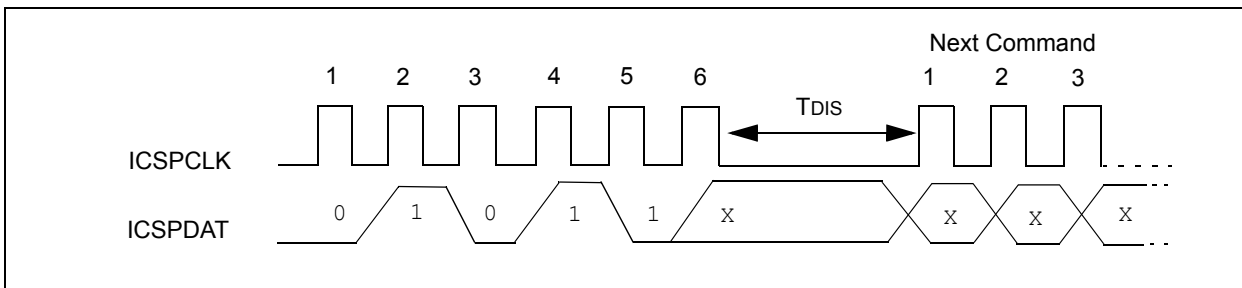 Next Command
1 2 3 4 5 6 1 2 3
TDIS
ICSPCLK
0 1 0 1 1 x x x x
ICSPDAT